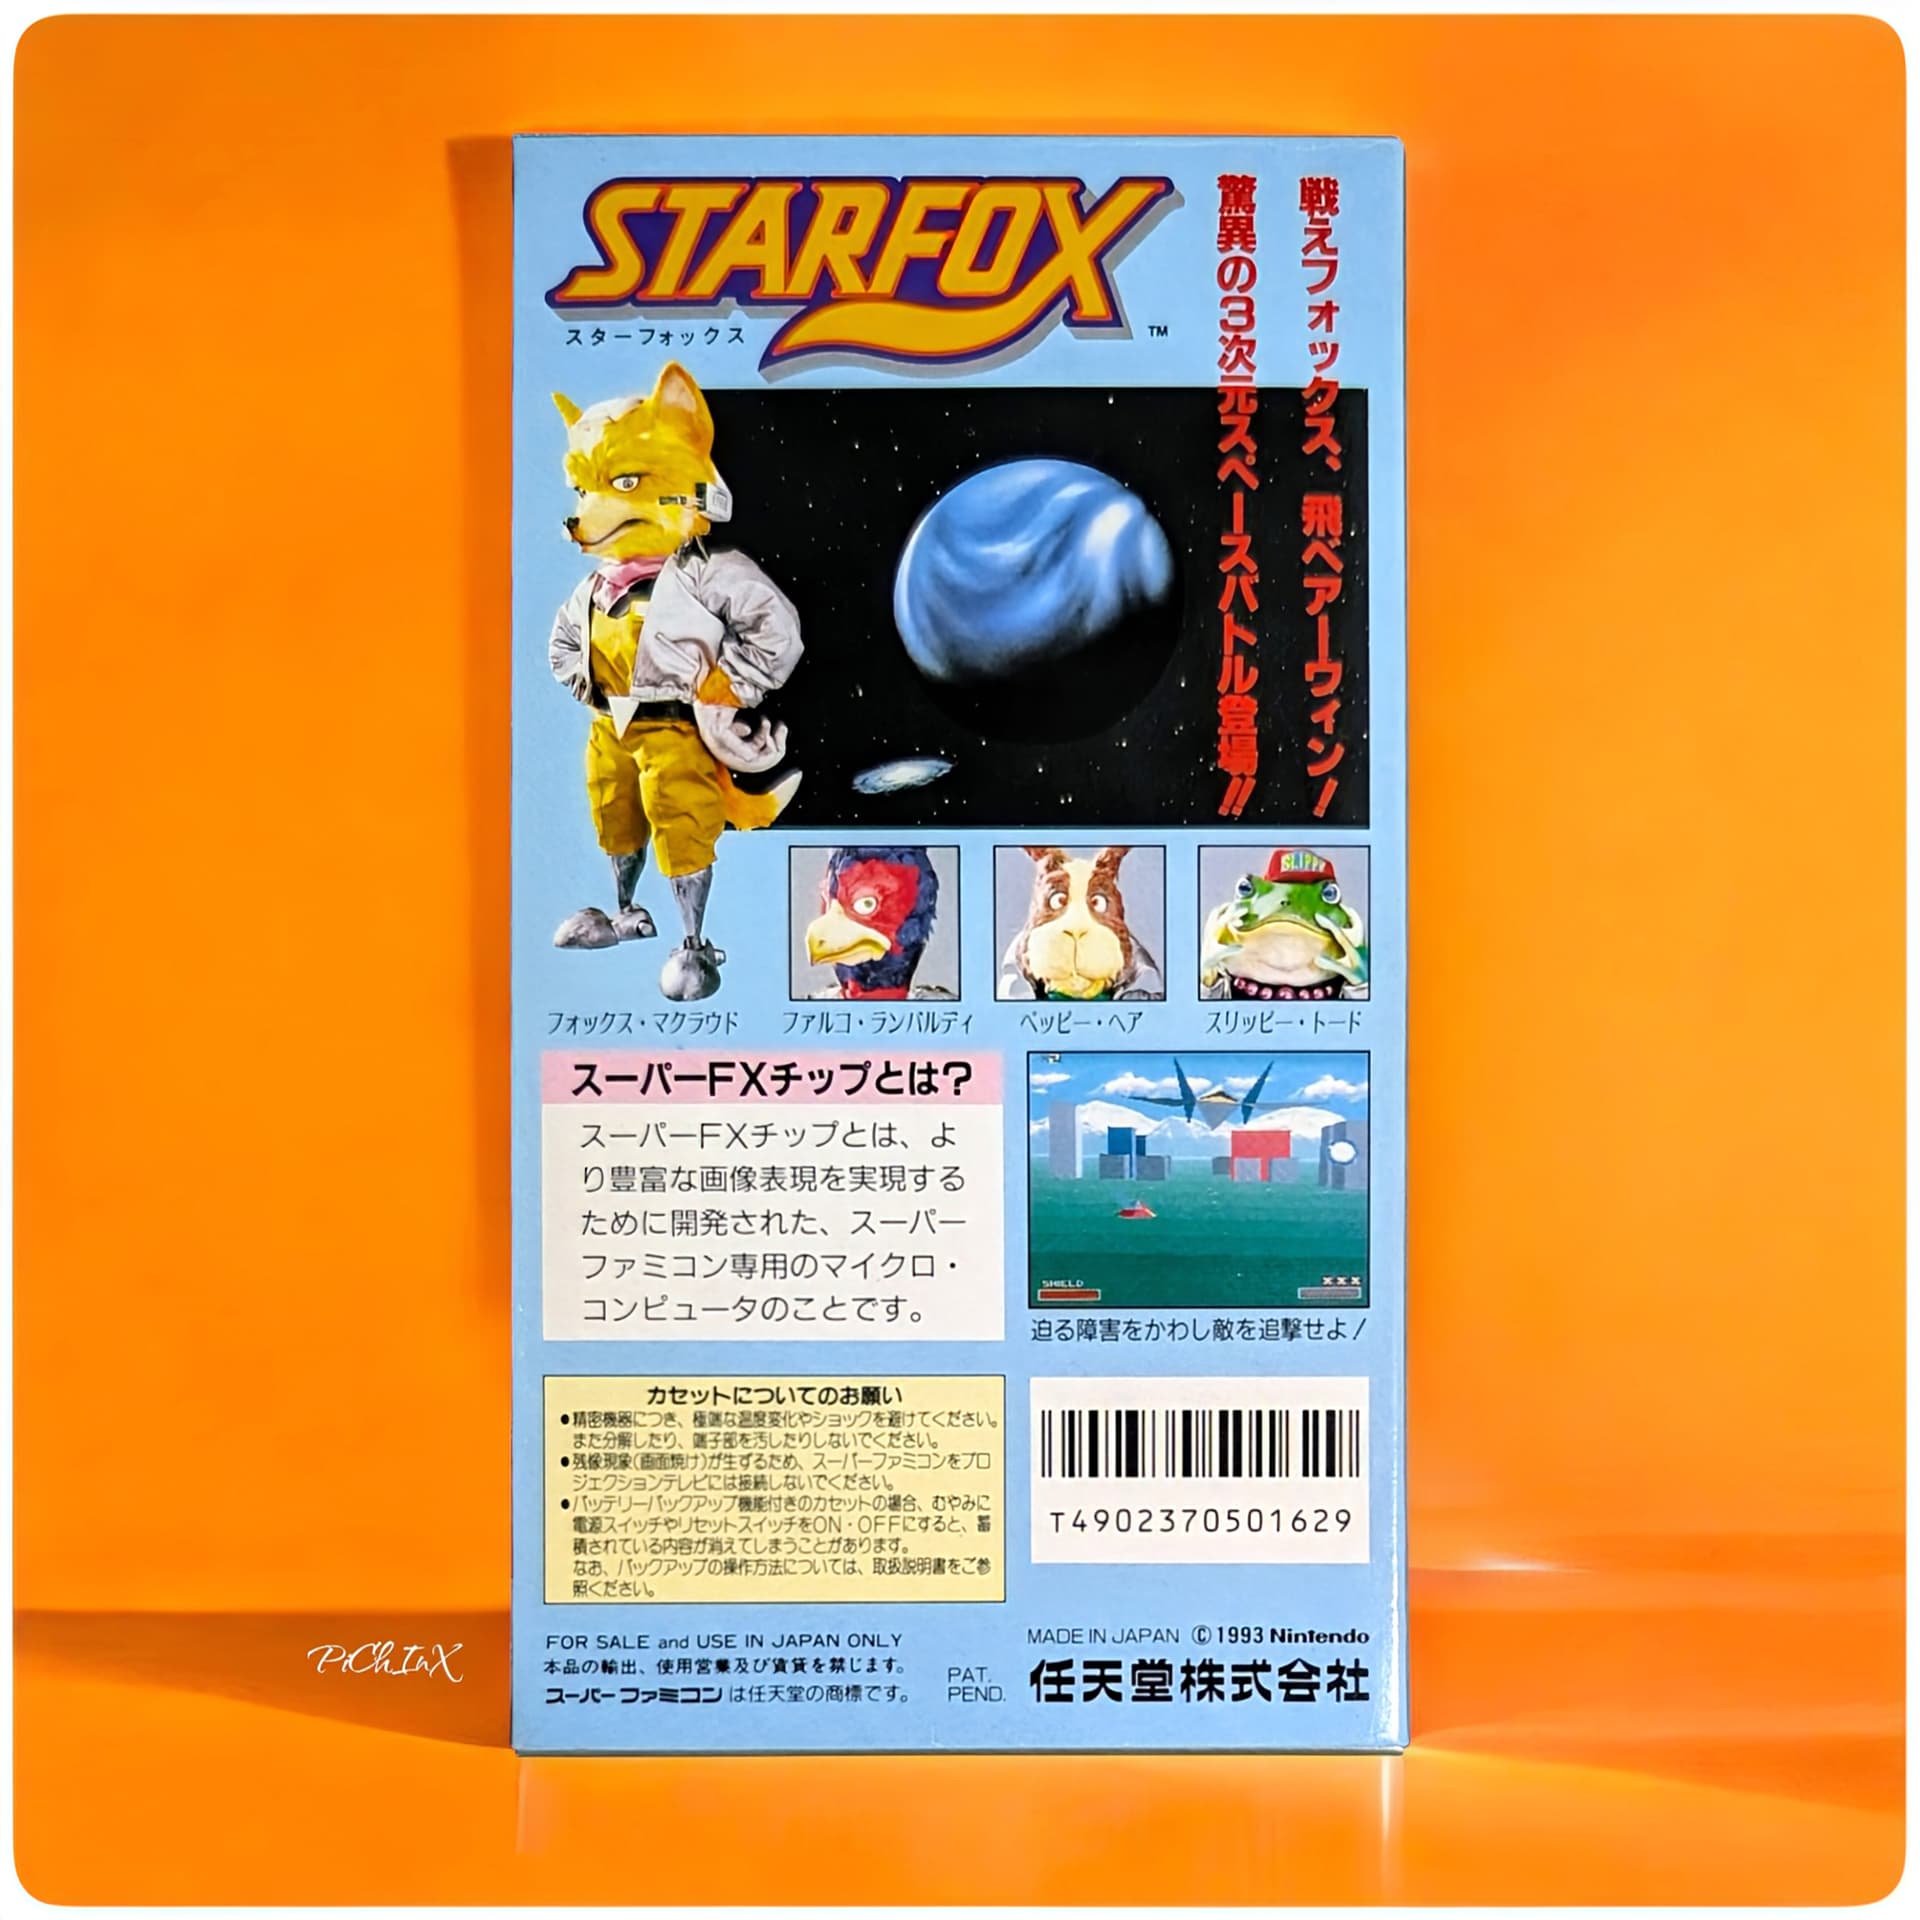 STARFOX
スターフォックス
TM
戦えフォックス、飛べアーウィン!
驚異の3次元スペースバトル登場!!
SLIPPY
フォックス・マクラウド
ファルコ・ランバルディ
ペッピー・ヘア
スリッピー・トード
スーパーFXチップとは?
スーパーFXチップとは、よ
り豊富な画像表現を実現する
ために開発された、スーパー
ファミコン専用のマイクロ・
コンピュータのことです。
SHIELD
迫る障害をかわし敵を追撃せよ!
カセットについてのお願い
●精密機器につき、極端な温度変化やショックを避けてください。
また分解したり、端子部を汚したりしないでください。
●残像現象(画面焼け)が生ずるため、スーパーファミコンをプロ
ジェクションテレビには接続しないでください。
●バッテリーバックアップ機能付きのカセットの場合、むやみに
電源スイッチやリセットスイッチをON・OFFにすると、蓄
積されている内容が消えてしまうことがあります。
なお、バックアップの操作方法については、取扱説明書をご参
照ください。
T4902370501629
FOR SALE and USE IN JAPAN ONLY
本品の輸出、使用営業及び賃貸を禁じます。
スーパーファミコンは任天堂の商標です。
PAT.
PEND.
MADE IN JAPAN ©1993 Nintendo
任天堂株式会社
PiChInX